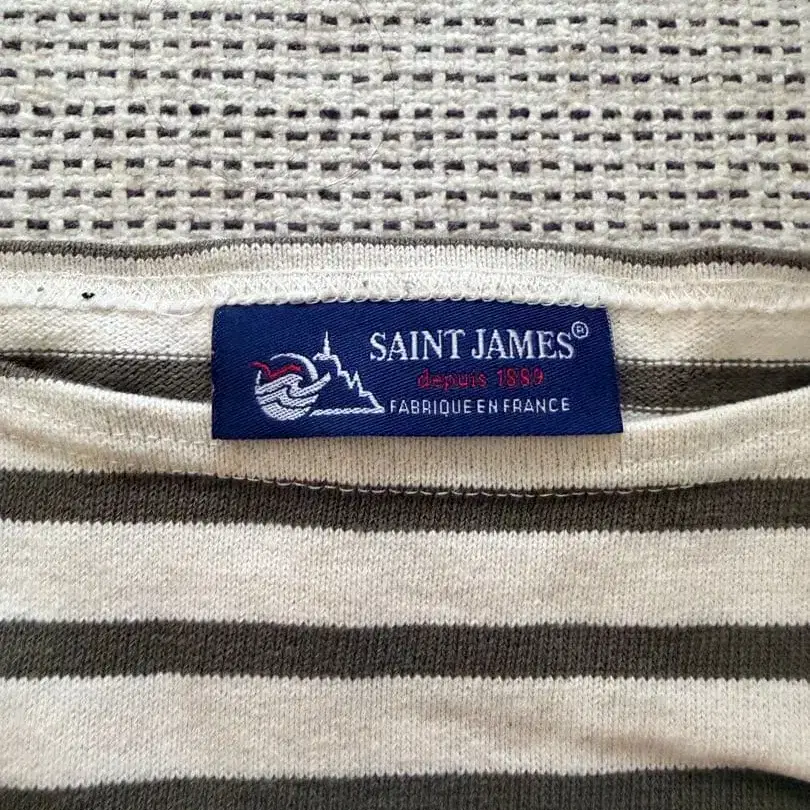 SAINT JAMES®
depuis 1889
FABRIQUE EN FRANCE